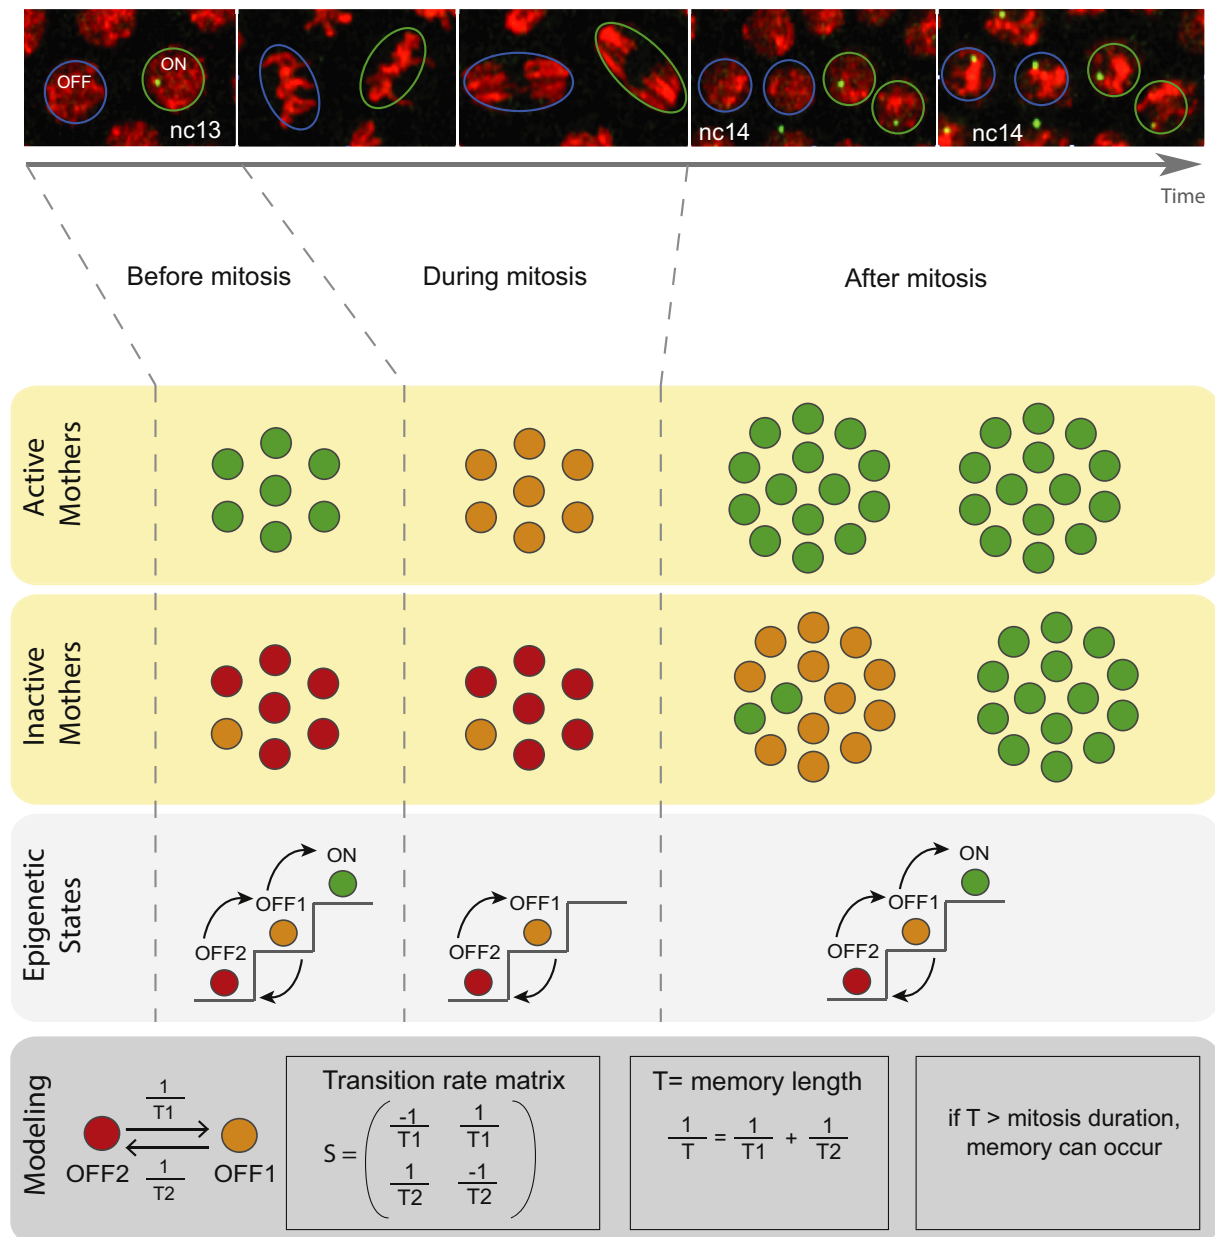 OFF
ON
nc13
nc14
nc14
Time
Before mitosis
During mitosis
After mitosis
Active
Mothers
Inactive
Mothers
Epigenetic
States
OFF2
OFF1
ON
OFF2
OFF1
OFF2
OFF1
ON
Modeling
1
T1
1
T2
OFF2
OFF1
Transition rate matrix
S = ( -1/T1 1/T1
1/T2 -1/T2 )
T= memory length
1/T = 1/T1 + 1/T2
if T > mitosis duration,
memory can occur